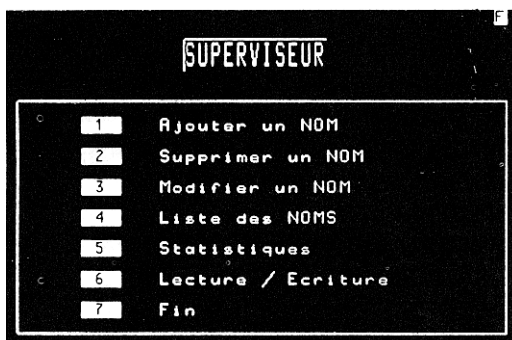 F
SUPERVISEUR
1 Ajouter un NOM
2 Supprimer un NOM
3 Modifier un NOM
4 Liste des NOMS
5 Statistiques
6 Lecture / Ecriture
7 Fin